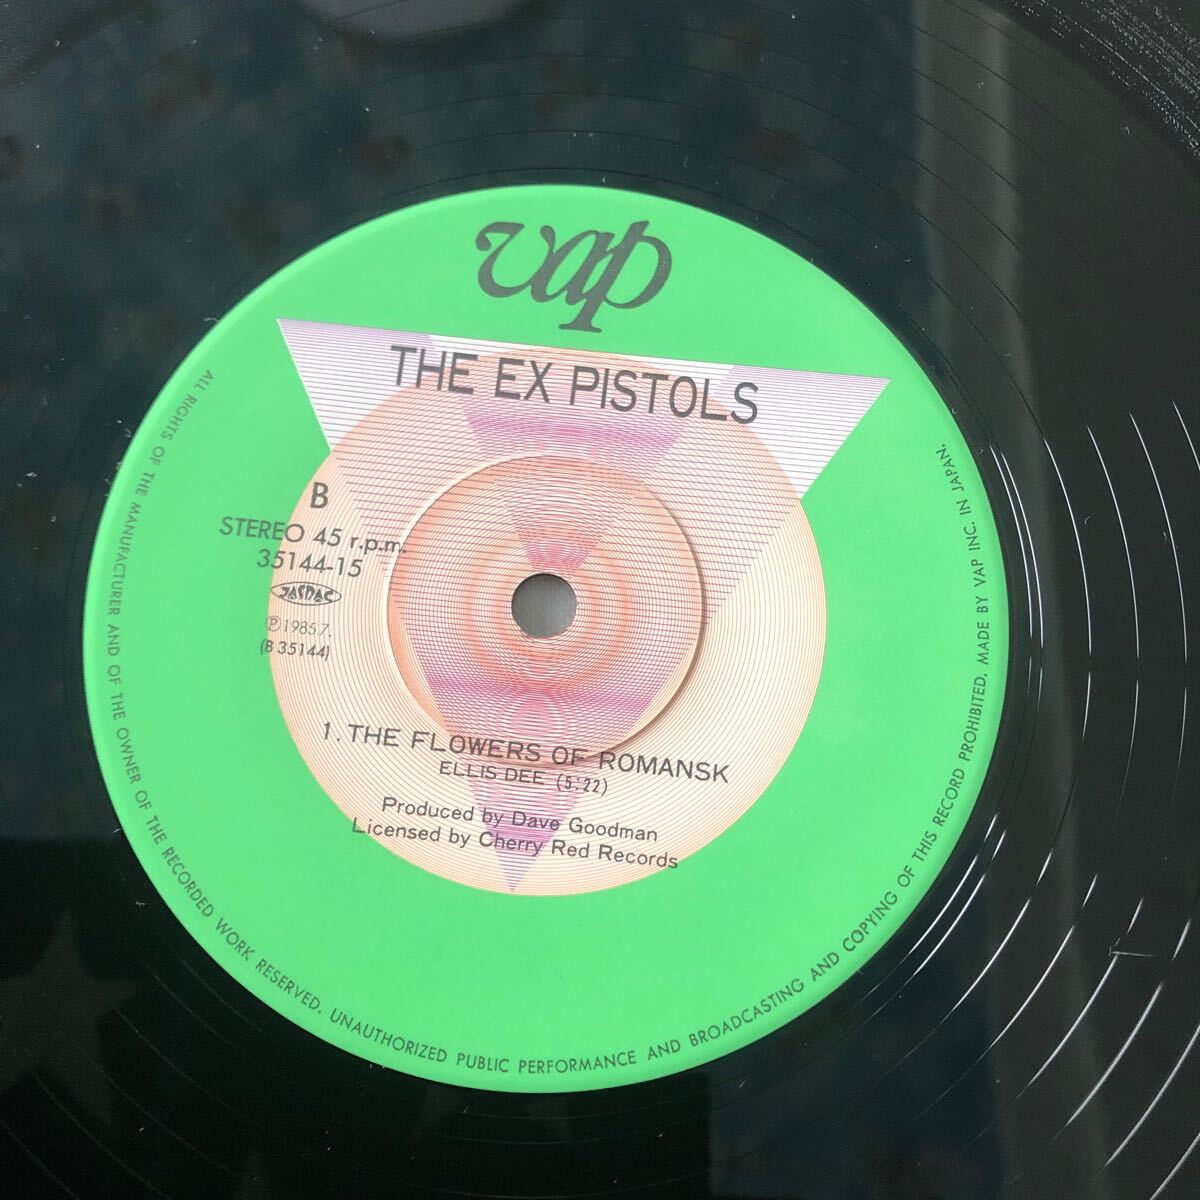 vap
THE EX PISTOLS
B
STEREO 45 r.p.m.
35144-15
JASRAC
℗1985.7.
(B 35144)
1. THE FLOWERS OF ROMANSK
ELLIS DEE (5:22)
Produced by Dave Goodman
Licensed by Cherry Red Records
ALL RIGHTS OF THE MANUFACTURER AND OF THE OWNER OF THE RECORDED WORK RESERVED. UNAUTHORIZED PUBLIC PERFORMANCE AND BROADCASTING AND COPYING OF THIS RECORD PROHIBITED. MADE BY VAP INC. IN JAPAN.